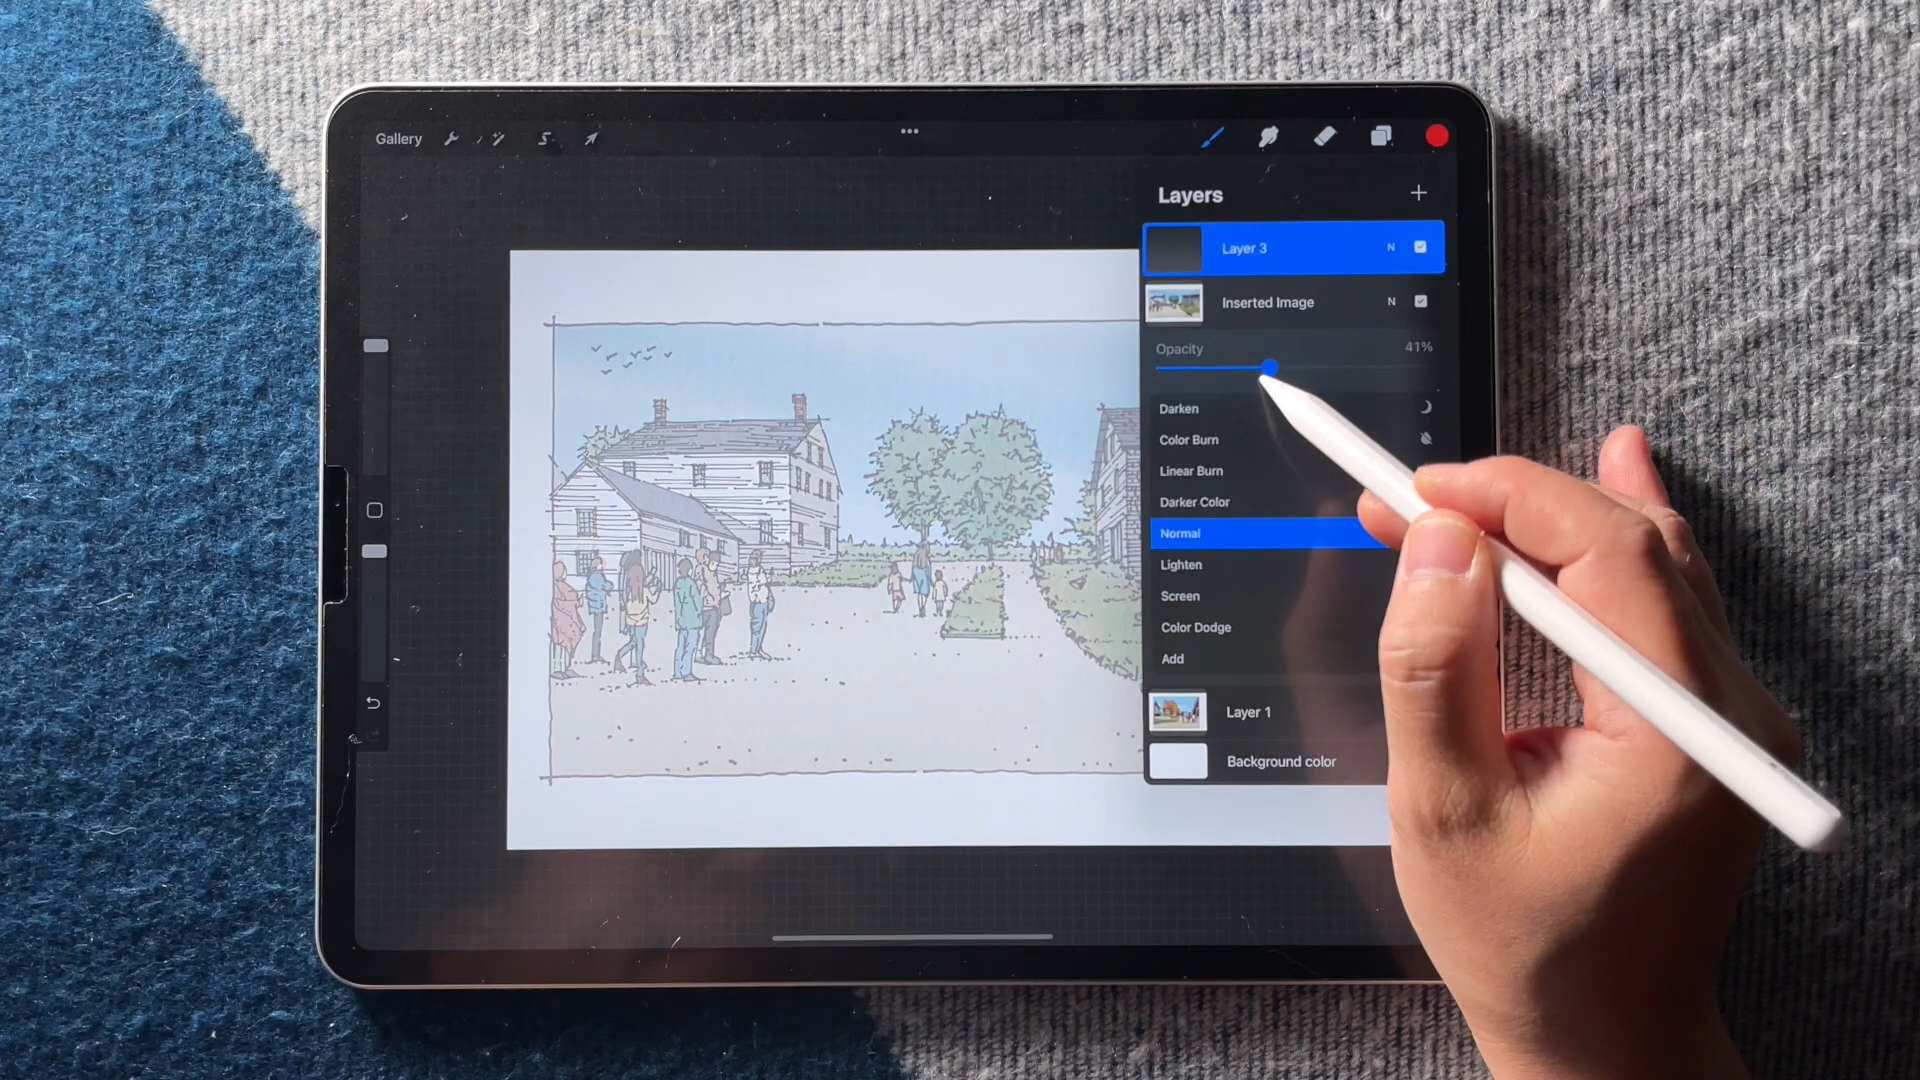 Gallery
Layers
Layer 3 N
Inserted Image N
Opacity 41%
Darken
Color Burn
Linear Burn
Darker Color
Normal
Lighten
Screen
Color Dodge
Add
Layer 1
Background color